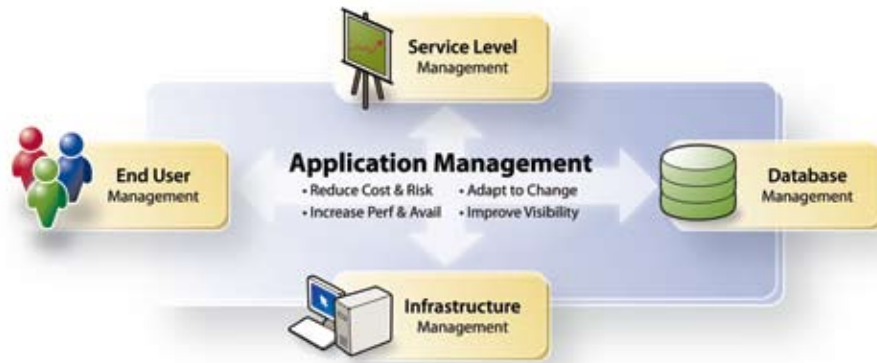 Service Level
Management
End User
Management
Application Management
• Reduce Cost & Risk
• Adapt to Change
• Increase Perf & Avail
• Improve Visibility
Database
Management
Infrastructure
Management